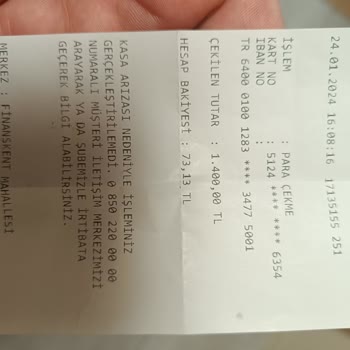 24.01.2024 16:08:16 17135155 251
İŞLEM : PARA ÇEKME
KART NO : 5124 **** **** 6354
IBAN NO :
TR 6400 0100 1283 **** 3477 5001
ÇEKİLEN TUTAR : 1.400,00 TL
HESAP BAKİYESİ : 73,13 TL
KASA ARIZASI NEDENİYLE İŞLEMİNİZ
GERÇEKLEŞTİRİLEMEDİ. 0 850 220 00 00
NUMARALI MÜŞTERİ İLETİŞİM MERKEZİMİZİ
ARAYARAK YA DA ŞUBEMİZLE İRTİBATA
GEÇEREK BİLGİ ALABİLİRSİNİZ.
MERKEZ : FİNANSKENT MAHALLESİ